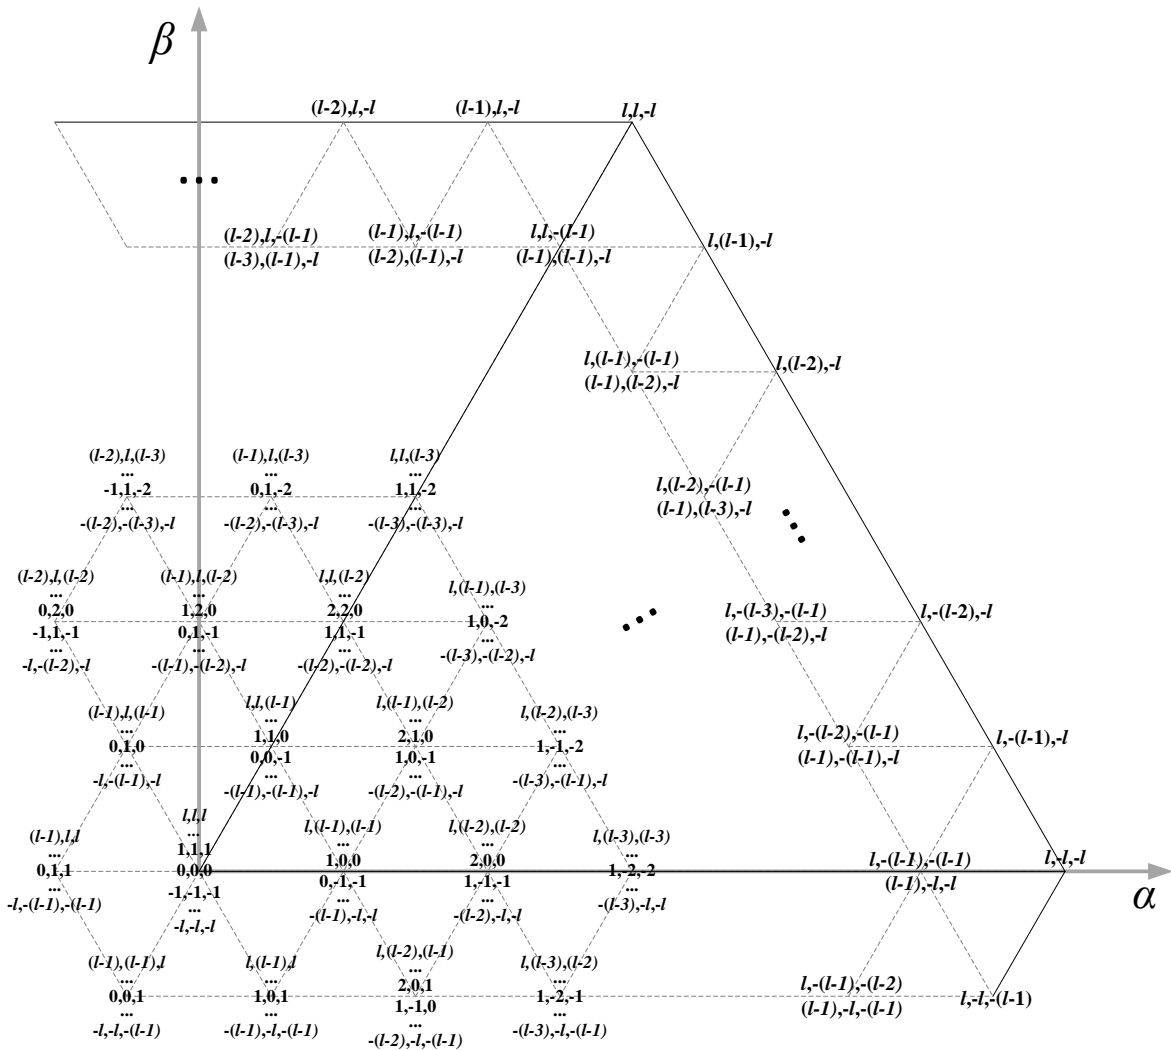 β
(l-2),l,-l
(l-1),l,-l
l,l,-l
(l-2),l,-(l-1)
(l-3),(l-1),-l
(l-1),l,-(l-1)
(l-2),(l-1),-l
l,l,-(l-1)
(l-1),(l-1),-l
l,(l-1),-l
l,(l-1),-(l-1)
(l-1),(l-2),-l
l,(l-2),-l
(l-2),l,(l-3)
...
-1,1,-2
...
-(l-2),-(l-3),-l
(l-1),l,(l-3)
...
0,1,-2
...
-(l-2),-(l-3),-l
l,l,(l-3)
...
1,1,-2
...
-(l-3),-(l-3),-l
l,(l-2),-(l-1)
(l-1),(l-3),-l
(l-2),l,(l-2)
...
0,2,0
-1,1,-1
...
-l,-(l-2),-l
(l-1),l,(l-2)
...
1,2,0
0,1,-1
...
-(l-1),-(l-2),-l
l,l,(l-2)
...
2,2,0
1,1,-1
...
-(l-2),-(l-2),-l
l,(l-1),(l-3)
...
1,0,-2
...
-(l-3),-(l-2),-l
l,-(l-3),-(l-1)
(l-1),-(l-2),-l
l,-(l-2),-l
(l-1),l,(l-1)
...
0,1,0
...
-l,-(l-1),-l
l,l,(l-1)
...
1,1,0
0,0,-1
...
-(l-1),-(l-1),-l
l,(l-1),(l-2)
...
2,1,0
1,0,-1
...
-(l-2),-(l-1),-l
l,(l-2),(l-3)
...
1,-1,-2
...
-(l-3),-(l-1),-l
l,-(l-2),-(l-1)
(l-1),-(l-1),-l
l,-(l-1),-l
(l-1),l,l
...
0,1,1
...
-l,-(l-1),-(l-1)
l,l,l
...
1,1,1
0,0,0
-1,-1,-1
...
-l,-l,-l
l,(l-1),(l-1)
...
1,0,0
0,-1,-1
...
-(l-1),-l,-l
l,(l-2),(l-2)
...
2,0,0
1,-1,-1
...
-(l-2),-l,-l
l,(l-3),(l-3)
...
1,-2,-2
...
-(l-3),-l,-l
l,-(l-1),-(l-1)
(l-1),-l,-l
l,-l,-l
α
(l-1),(l-1),l
...
0,0,1
...
-l,-l,-(l-1)
l,(l-1),l
...
1,0,1
...
-(l-1),-l,-(l-1)
l,(l-2),(l-1)
...
2,0,1
1,-1,0
...
-(l-2),-l,-(l-1)
l,(l-3),(l-2)
...
1,-2,-1
...
-(l-3),-l,-(l-1)
l,-(l-1),-(l-2)
(l-1),-l,-(l-1)
l,-l,-(l-1)